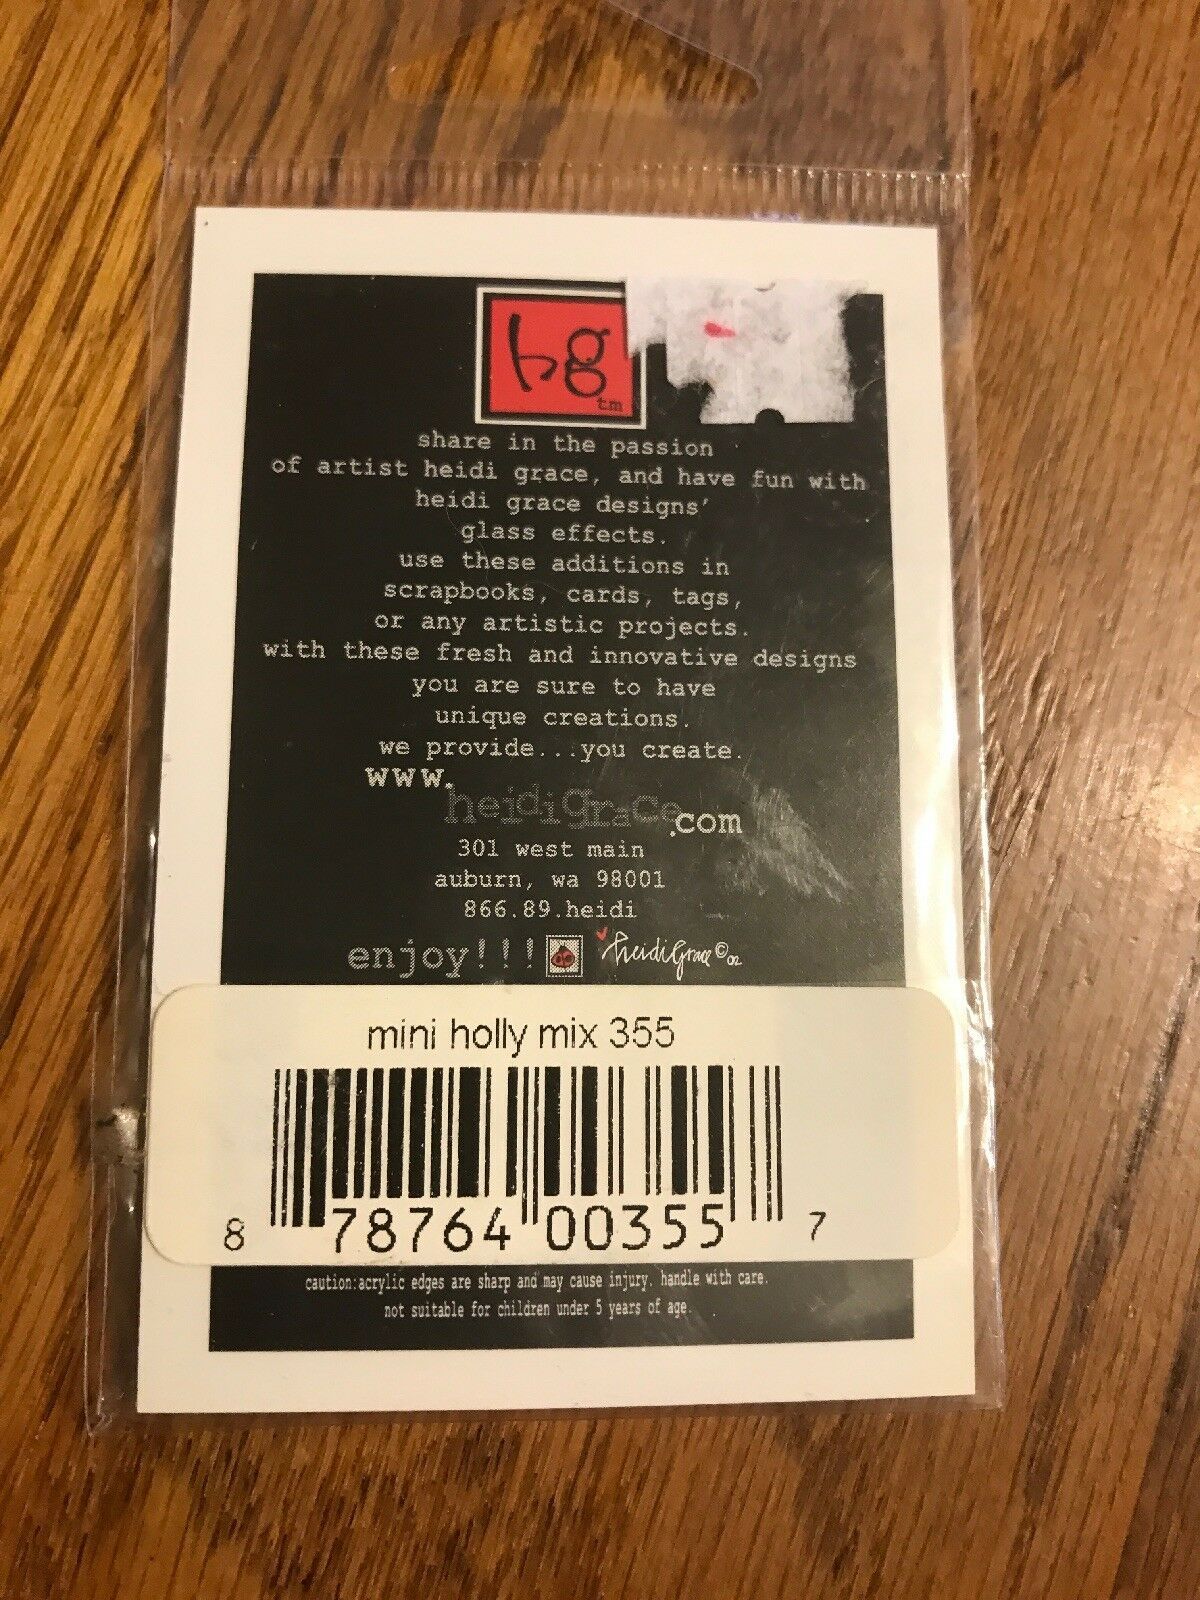 hg
tm
share in the passion
of artist heidi grace, and have fun with
heidi grace designs'
glass effects.
use these additions in
scrapbooks, cards, tags,
or any artistic projects.
with these fresh and innovative designs
you are sure to have
unique creations.
we provide...you create.
www.
heidigrace
.com
301 west main
auburn, wa 98001
866.89.heidi
enjoy!!! HeidiGrace ©02
mini holly mix 355
8 78764 00355 7
caution:acrylic edges are sharp and may cause injury. handle with care.
not suitable for children under 5 years of age.